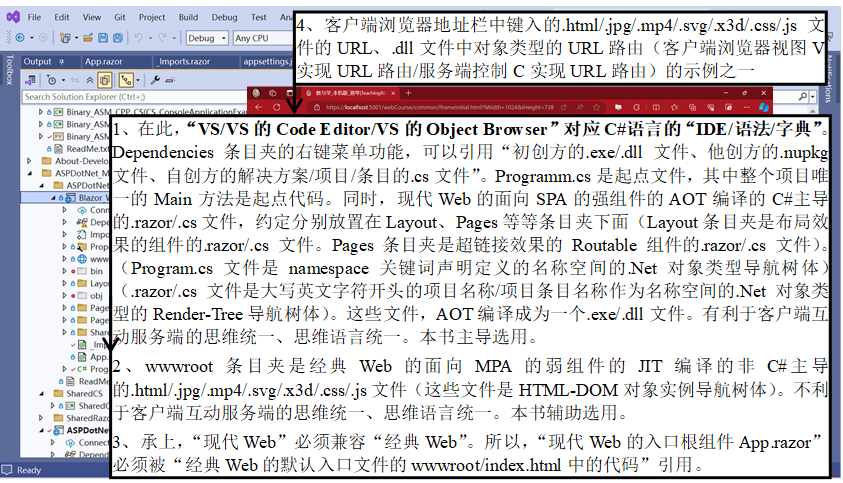 File Edit View Git Project Build Debug Test
Debug Any CPU
4、客户端浏览器地址栏中键入的.html/.jpg/.mp4/.svg/.x3d/.css/.js 文
件的 URL、.dll 文件中对象类型的 URL 路由（客户端浏览器视图 V
实现 URL 路由/服务端控制 C 实现 URL 路由）的示例之一
Output App.razor _Imports.razor appsettings.js
Toolbox
Notifications
https://localhost:5001/webCourse/common/iframeinitial.html?Width=1024&Height=738
Search Solution Explorer (Ctrl+;)
Binary_ASM_CPP_CS/CS_ConsoleApplicationExam
Binary_ASM
Binary_ASM
ReadMe.txt
About-Develop
ASPDotNet_M
ASPDotNet
Blazor_W
Conne
Depe
Impor
Prope
www
bin
Layou
obj
Page
Page
Share
_Imp
App.
Progr
ReadMe
SharedCS
SharedC
SharedRazo
ASPDotNet
Connect
Depende
1、在此，“VS/VS 的 Code Editor/VS 的 Object Browser”对应 C#语言的“IDE/语法/字典”。
Dependencies 条目夹的右键菜单功能，可以引用“初创方的.exe/.dll 文件、他创方的.nupkg
文件、自创方的解决方案/项目/条目的.cs 文件”。Programm.cs 是起点文件，其中整个项目唯
一的 Main 方法是起点代码。同时，现代 Web 的面向 SPA 的强组件的 AOT 编译的 C#主导
的.razor/.cs 文件，约定分别放置在 Layout、Pages 等等条目夹下面（Layout 条目夹是布局效
果的组件的.razor/.cs 文件。Pages 条目夹是超链接效果的 Routable 组件的.razor/.cs 文件）。
（Program.cs 文件是 namespace 关键词声明定义的名称空间的.Net 对象类型导航树体）
（.razor/.cs 文件是大写英文字符开头的项目名称/项目条目名称作为名称空间的.Net 对象类
型的 Render-Tree 导航树体）。这些文件，AOT 编译成为一个.exe/.dll 文件。有利于客户端互
动服务端的思维统一、思维语言统一。本书主导选用。
2、wwwroot 条目夹是经典 Web 的面向 MPA 的弱组件的 JIT 编译的非 C#主导
的.html/.jpg/.mp4/.svg/.x3d/.css/.js 文件（这些文件是 HTML-DOM 对象实例导航树体）。不利
于客户端互动服务端的思维统一、思维语言统一。本书辅助选用。
3、承上，“现代 Web”必须兼容“经典 Web”。所以，“现代 Web 的入口根组件 App.razor”
必须被“经典 Web 的默认入口文件的 wwwroot/index.html 中的代码”引用。
Ready